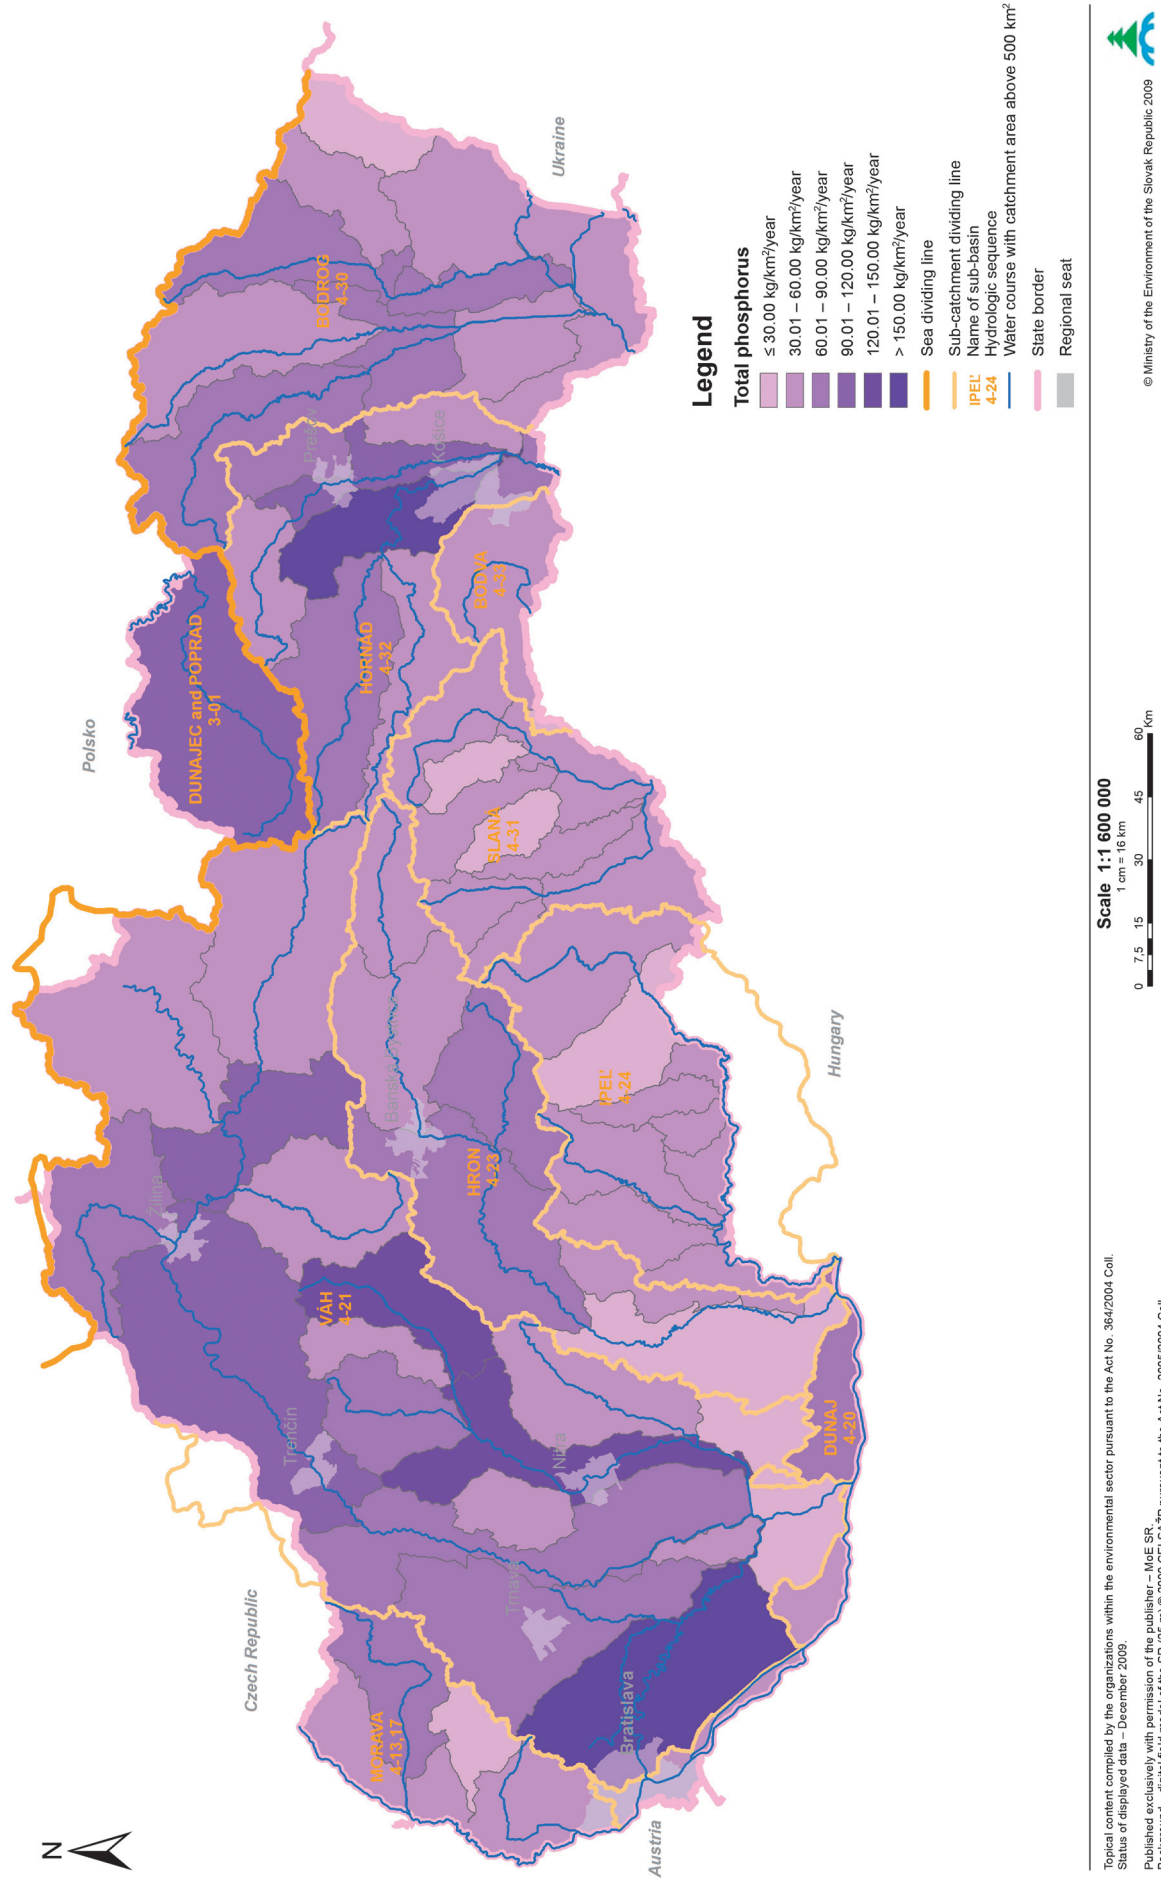 N
Polsko
Czech Republic
Ukraine
Austria
Hungary
DUNAJEC and POPRAD
3-01
BODROG
4-30
HORNÁD
4-32
BODVA
4-33
SLANÁ
4-31
VÁH
4-21
HRON
4-23
IPEĽ
4-24
DUNAJ
4-20
MORAVA
4-13,17
Žilina
Trenčín
Prešov
Košice
Banská Bystrica
Nitra
Trnava
Bratislava
Legend
Total phosphorus
≤ 30.00 kg/km²/year
30.01 – 60.00 kg/km²/year
60.01 – 90.00 kg/km²/year
90.01 – 120.00 kg/km²/year
120.01 – 150.00 kg/km²/year
> 150.00 kg/km²/year
Sea dividing line
Sub-catchment dividing line
IPEĽ Name of sub-basin
4-24 Hydrologic sequence
Water course with catchment area above 500 km²
State border
Regional seat
Scale 1:1 600 000
1 cm = 16 km
0 7,5 15 30 45 60 Km
Topical content compiled by the organizations within the environmental sector pursuant to the Act No. 364/2004 Coll.
Status of displayed data – December 2009.
Published exclusively with permission of the publisher – MoE SR.
© Ministry of the Environment of the Slovak Republic 2009